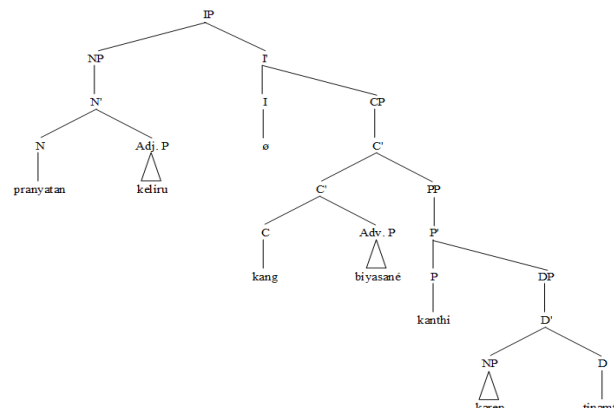 IP
NP I'
N' I CP
N Adj. P ø C'
pranyatan keliru C' PP
C Adv. P P'
kang biyasané P DP
kanthi D'
NP D